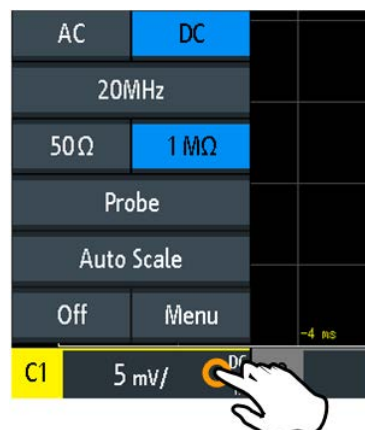 AC DC
20MHz
50Ω 1 MΩ
Probe
Auto Scale
Off Menu
-4 ms
C1 5 mV/ DC